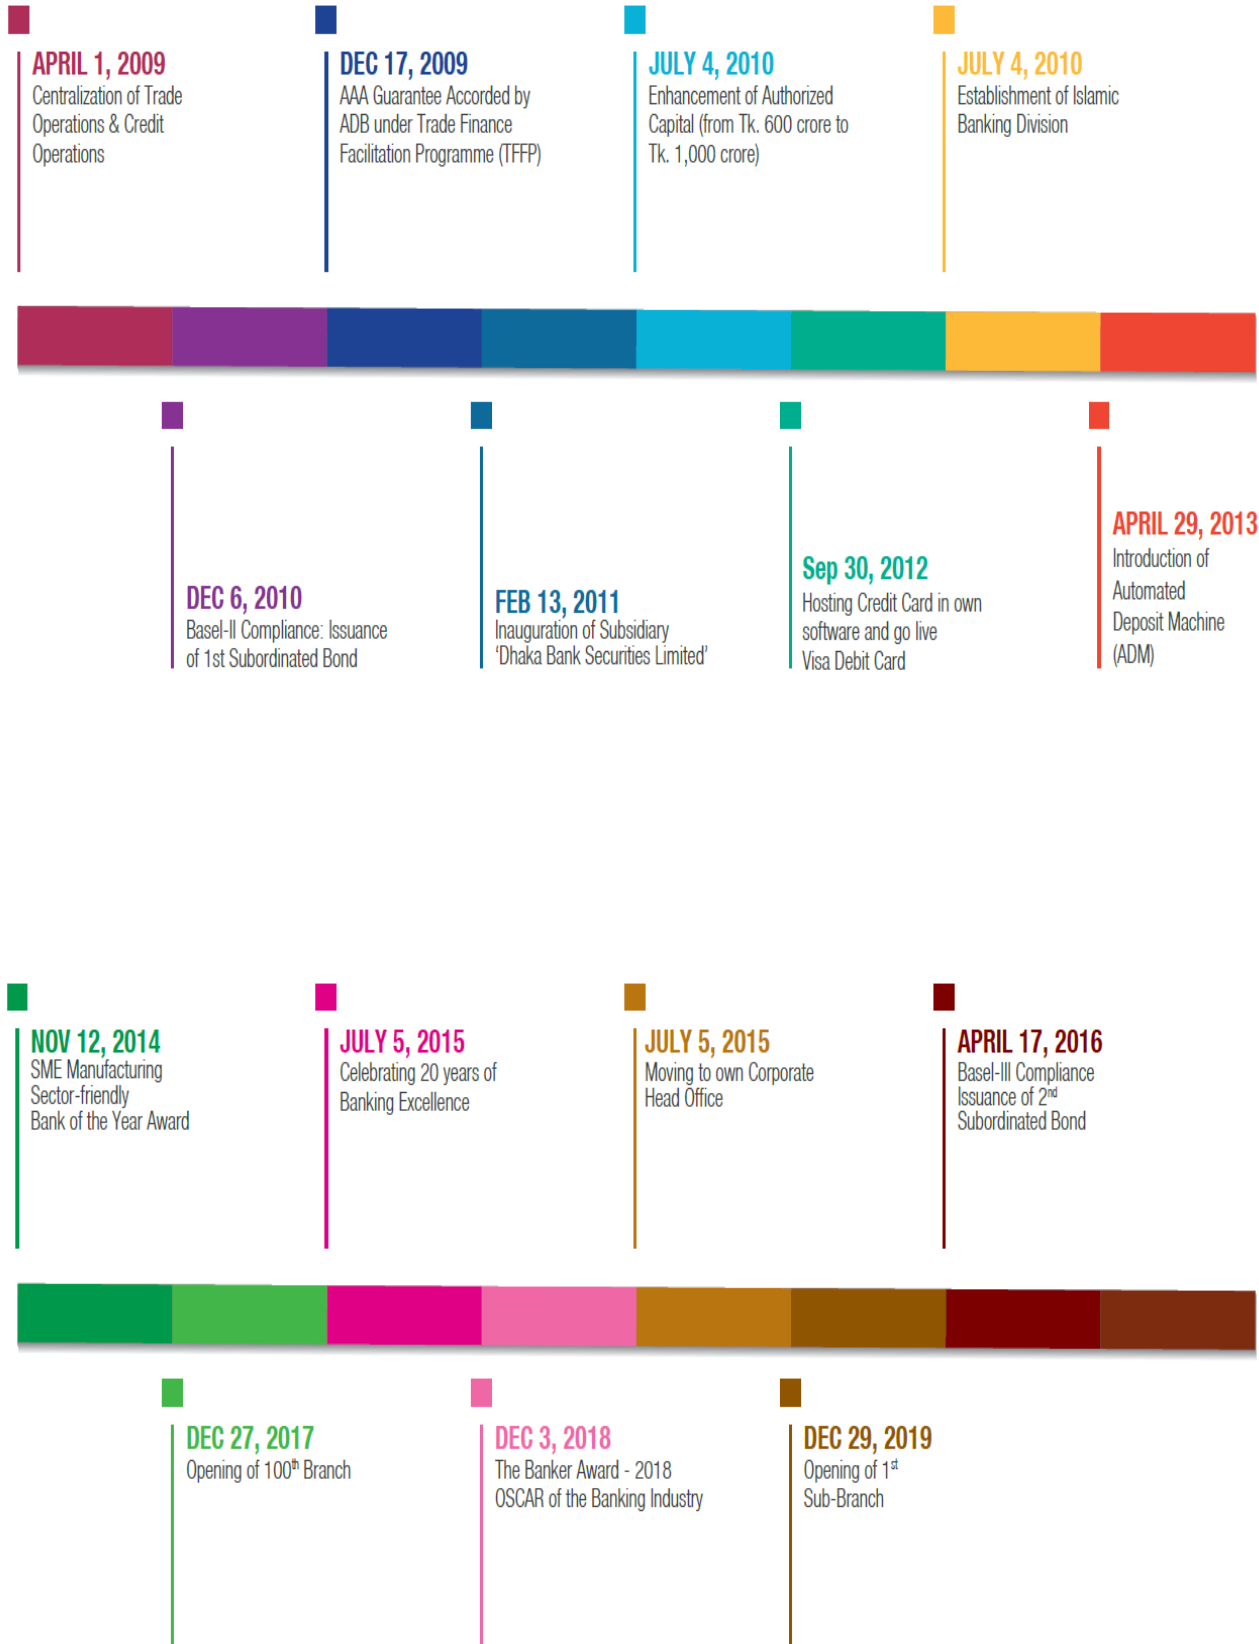 APRIL 1, 2009
Centralization of Trade
Operations & Credit
Operations
DEC 17, 2009
AAA Guarantee Accorded by
ADB under Trade Finance
Facilitation Programme (TFFP)
JULY 4, 2010
Enhancement of Authorized
Capital (from Tk. 600 crore to
Tk. 1,000 crore)
JULY 4, 2010
Establishment of Islamic
Banking Division
DEC 6, 2010
Basel-II Compliance: Issuance
of 1st Subordinated Bond
FEB 13, 2011
Inauguration of Subsidiary
‘Dhaka Bank Securities Limited’
Sep 30, 2012
Hosting Credit Card in own
software and go live
Visa Debit Card
APRIL 29, 2013
Introduction of
Automated
Deposit Machine
(ADM)
NOV 12, 2014
SME Manufacturing
Sector-friendly
Bank of the Year Award
JULY 5, 2015
Celebrating 20 years of
Banking Excellence
JULY 5, 2015
Moving to own Corporate
Head Office
APRIL 17, 2016
Basel-III Compliance
Issuance of 2nd
Subordinated Bond
DEC 27, 2017
Opening of 100th Branch
DEC 3, 2018
The Banker Award - 2018
OSCAR of the Banking Industry
DEC 29, 2019
Opening of 1st
Sub-Branch